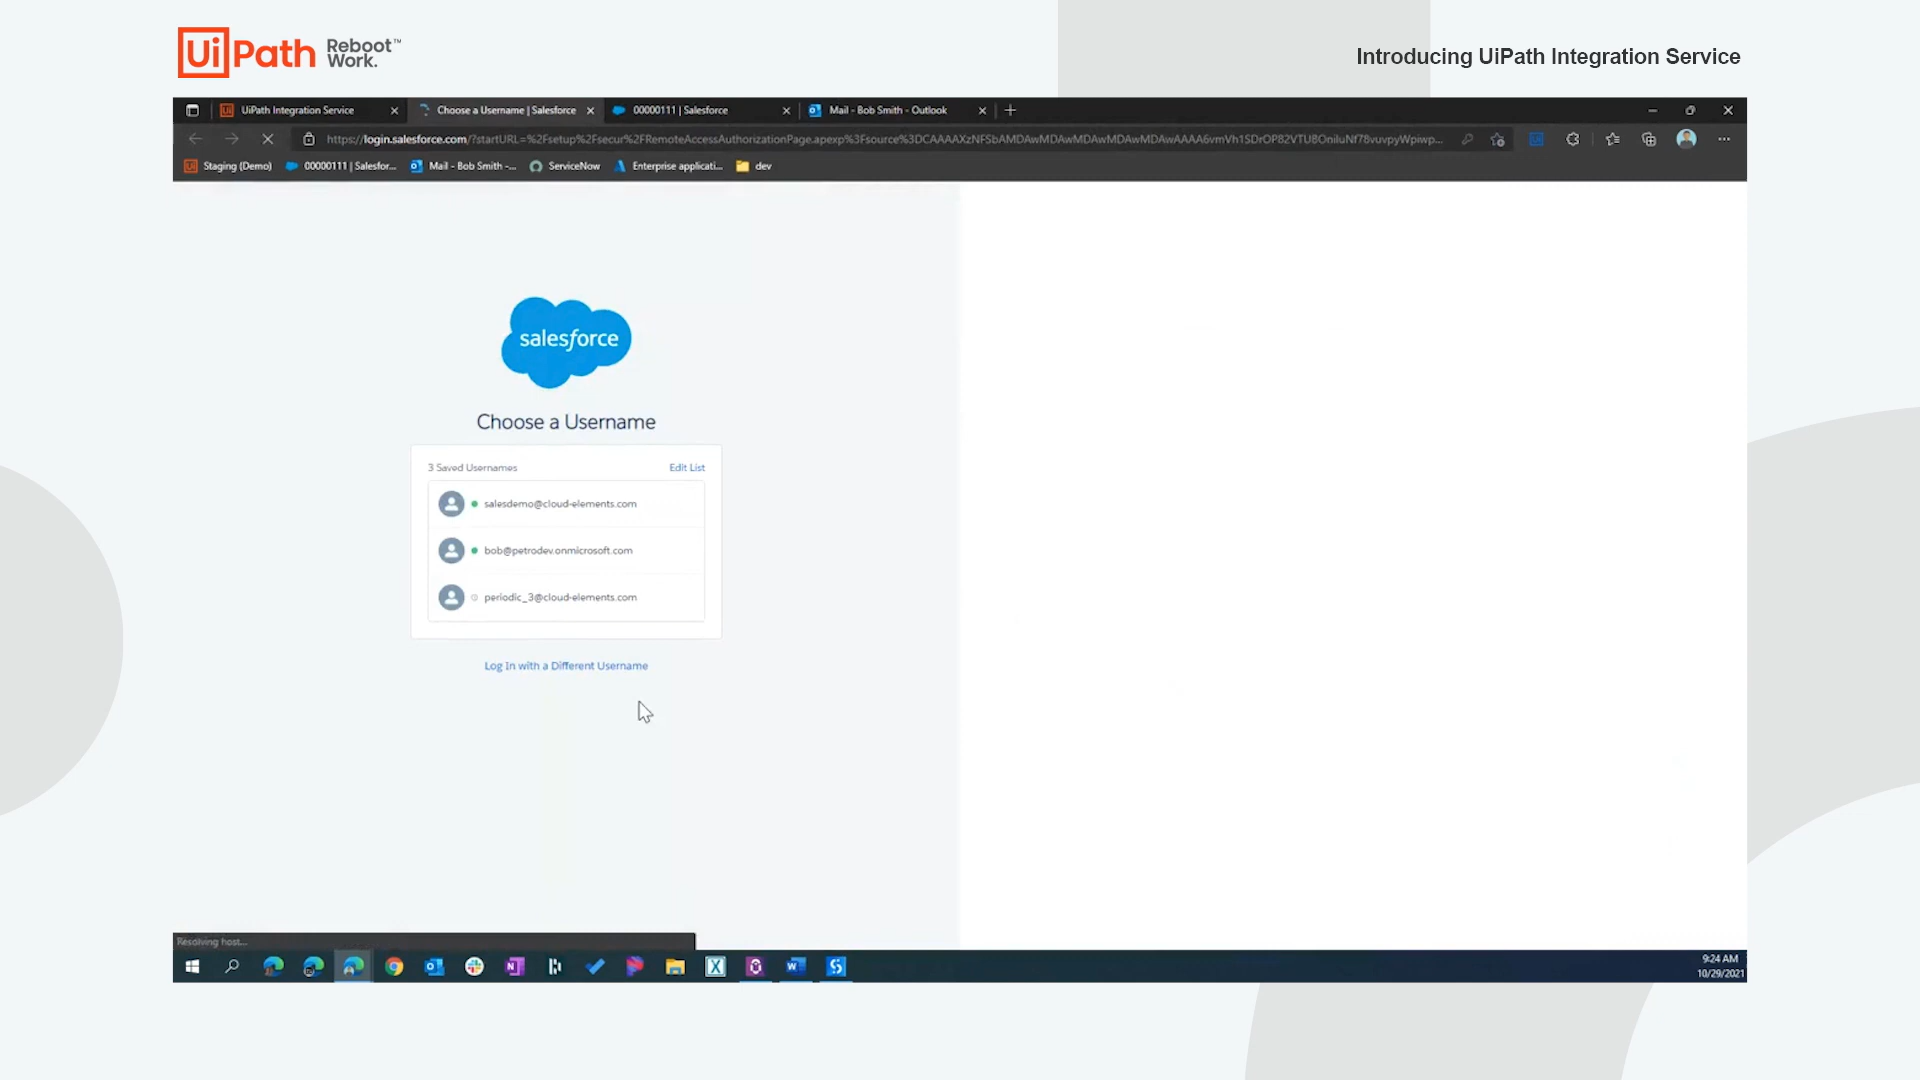 UiPath Reboot Work.™
Introducing UiPath Integration Service
UiPath Integration Service
Choose a Username | Salesforce
00000111 | Salesforce
Mail - Bob Smith - Outlook
Staging (Demo)
00000111 | Salesfor...
Mail - Bob Smith -...
ServiceNow
Enterprise applicati...
dev
salesforce
Choose a Username
3 Saved Usernames
Edit List
salesdemo@cloud-elements.com
bob@petrodev.onmicrosoft.com
periodic_3@cloud-elements.com
Log In with a Different Username
Resolving host...
9:24 AM
10/29/2021